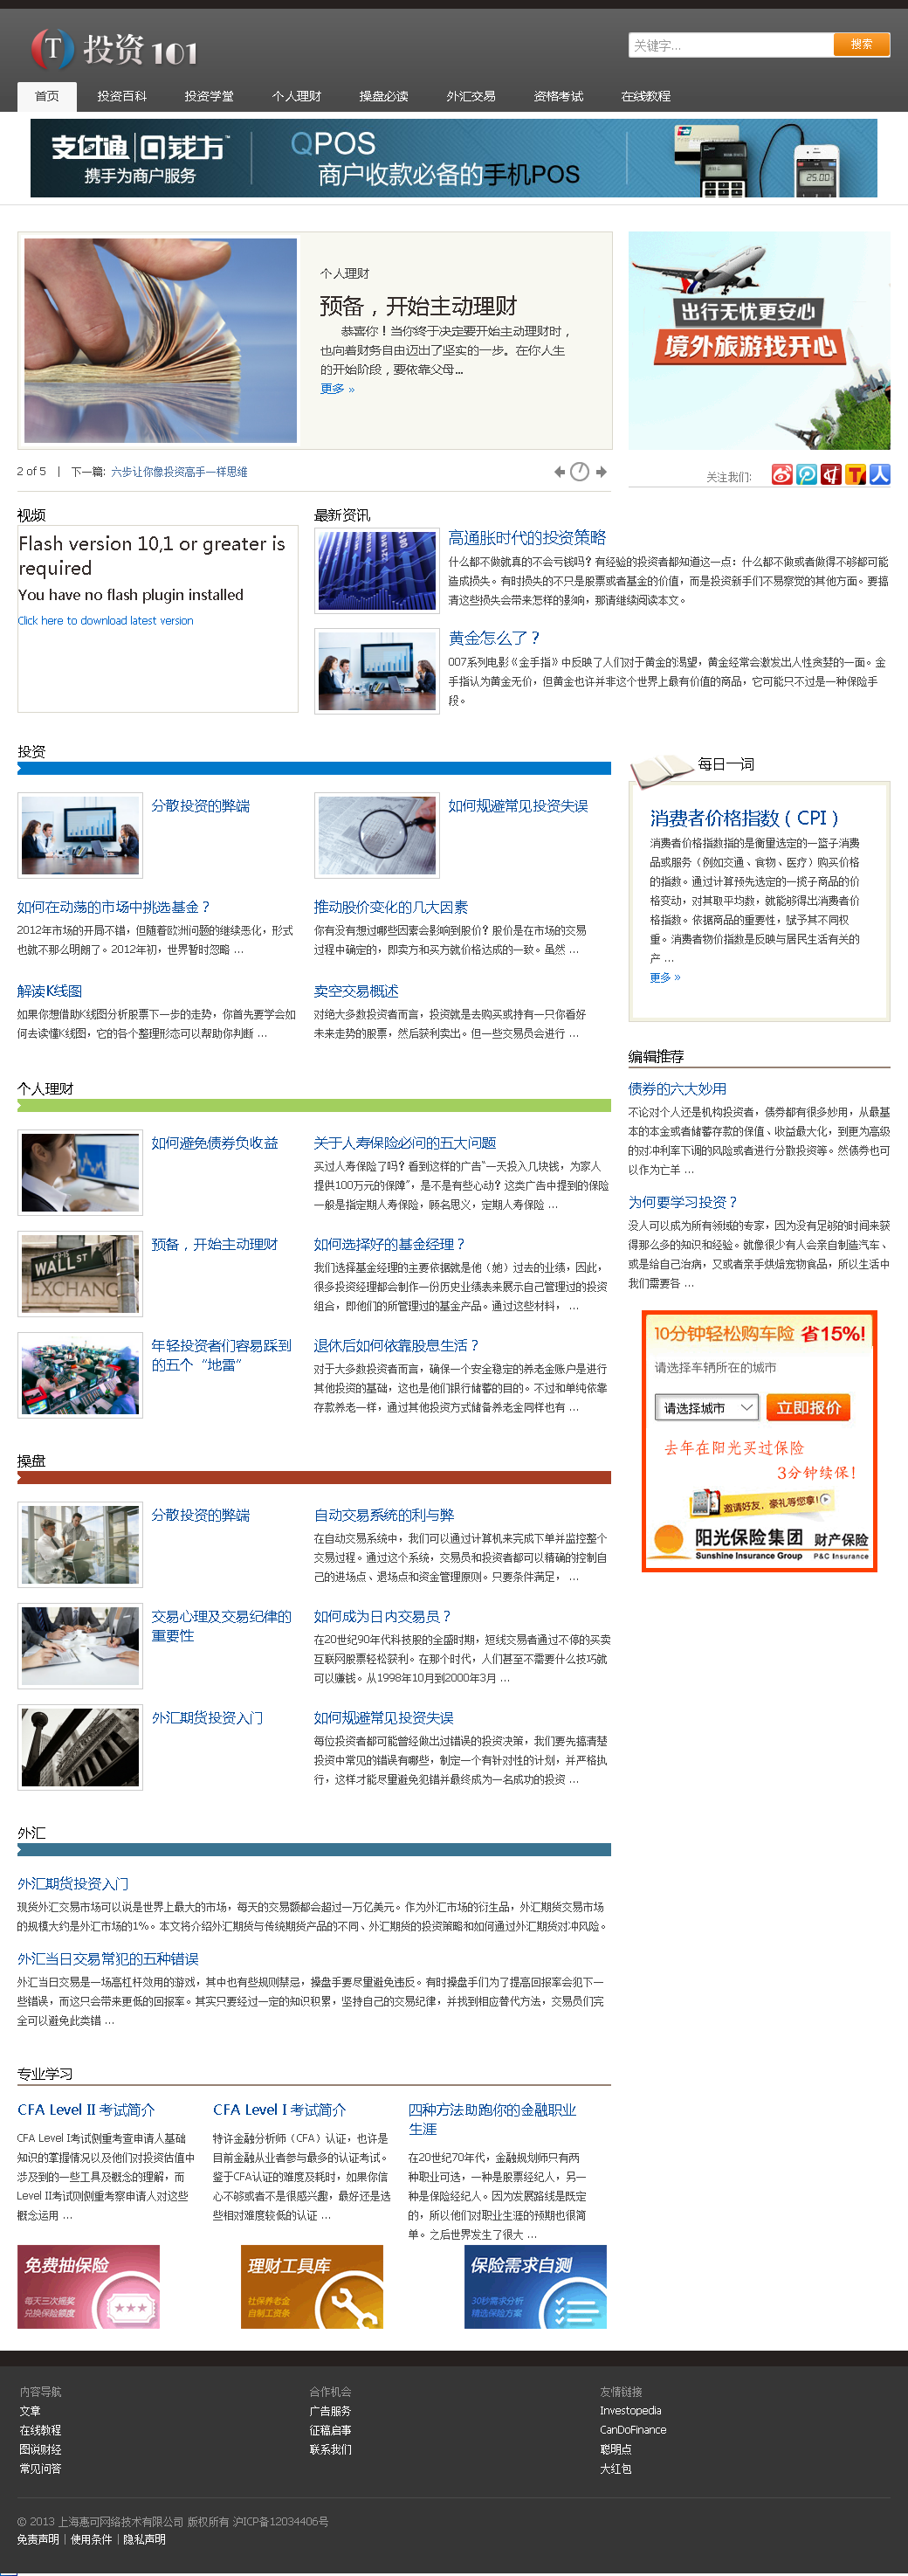 投资 101
关键字...
搜索
首页
投资百科
投资学堂
个人理财
操盘必读
外汇交易
资格考试
在线教程
支付通 回钱方™
携手为商户服务
QPOS
商户收款必备的手机POS
25.00
个人理财
预备，开始主动理财
恭喜你！当你终于决定要开始主动理财时，
也向着财务自由迈出了坚实的一步。在你人生
的开始阶段，要依靠父母...
更多 »
出行无忧更安心
境外旅游找开心
2 of 5 | 下一篇: 六步让你像投资高手一样思维
关注我们:
视频
Flash version 10,1 or greater is
required
You have no flash plugin installed
Click here to download latest version
最新资讯
高通胀时代的投资策略
什么都不做就真的不会亏钱吗？有经验的投资者都知道这一点：什么都不做或者做得不够都可能
造成损失。有时损失的不只是股票或者基金的价值，而是投资新手们不易察觉的其他方面。要搞
清这些损失会带来怎样的影响，那请继续阅读本文。
黄金怎么了？
007系列电影《金手指》中反映了人们对于黄金的渴望，黄金经常会激发出人性贪婪的一面。金
手指认为黄金无价，但黄金也许并非这个世界上最有价值的商品，它可能只不过是一种保险手
段。
投资
分散投资的弊端
如何规避常见投资失误
如何在动荡的市场中挑选基金？
2012年市场的开局不错，但随着欧洲问题的继续恶化，形式
也就不那么明朗了。2012年初，世界暂时忽略 ...
推动股价变化的几大因素
你有没有想过哪些因素会影响到股价？股价是在市场的交易
过程中确定的，即卖方和买方就价格达成的一致。虽然 ...
解读K线图
如果你想借助K线图分析股票下一步的走势，你首先要学会如
何去读懂K线图，它的各个整理形态可以帮助你判断 ...
卖空交易概述
对绝大多数投资者而言，投资就是去购买或持有一只你看好
未来走势的股票，然后获利卖出。但一些交易员会进行 ...
每日一词
消费者价格指数（CPI）
消费者价格指数指的是衡量选定的一篮子消费
品或服务（例如交通、食物、医疗）购买价格
的指数。通过计算预先选定的一揽子商品的价
格变动，对其取平均数，就能够得出消费者价
格指数。依据商品的重要性，赋予其不同权
重。消费者物价指数是反映与居民生活有关的
产 ...
更多 »
编辑推荐
债券的六大妙用
不论对个人还是机构投资者，债券都有很多妙用，从最基
本的本金或者储蓄存款的保值、收益最大化，到更为高级
的对冲利率下调的风险或者进行分散投资等。然债券也可
以作为亡羊 ...
为何要学习投资？
没人可以成为所有领域的专家，因为没有足够的时间来获
得那么多的知识和经验。就像很少有人会亲自制造汽车、
或是给自己治病，又或者亲手烘焙宠物食品，所以生活中
我们需要各 ...
10分钟轻松购车险 省15%!
请选择车辆所在的城市
请选择城市
立即报价
去年在阳光买过保险
3分钟续保!
邀请好友，豪礼等您拿!
阳光保险集团 财产保险
Sunshine Insurance Group P&C Insurance
个人理财
如何避免债券负收益
关于人寿保险必问的五大问题
买过人寿保险了吗？看到这样的广告“一天投入几块钱，为家人
提供100万元的保障”，是不是有些心动？这类广告中提到的保险
一般是指定期人寿保险，顾名思义，定期人寿保险 ...
WALL ST
EXCHANG
预备，开始主动理财
如何选择好的基金经理？
我们选择基金经理的主要依据就是他（她）过去的业绩，因此，
很多投资经理都会制作一份历史业绩表来展示自己管理过的投资
组合，即他们的所管理过的基金产品。通过这些材料， ...
年轻投资者们容易踩到
的五个“地雷”
退休后如何依靠股息生活？
对于大多数投资者而言，确保一个安全稳定的养老金账户是进行
其他投资的基础，这也是他们银行储蓄的目的。不过和单纯依靠
存款养老一样，通过其他投资方式储备养老金同样也有 ...
操盘
分散投资的弊端
自动交易系统的利与弊
在自动交易系统中，我们可以通过计算机来完成下单并监控整个
交易过程。通过这个系统，交易员和投资者都可以精确的控制自
己的进场点、退场点和资金管理原则。只要条件满足， ...
交易心理及交易纪律的
重要性
如何成为日内交易员？
在20世纪90年代科技股的全盛时期，短线交易者通过不停的买卖
互联网股票轻松获利。在那个时代，人们甚至不需要什么技巧就
可以赚钱。从1998年10月到2000年3月 ...
外汇期货投资入门
如何规避常见投资失误
每位投资者都可能曾经做出过错误的投资决策，我们要先搞清楚
投资中常见的错误有哪些，制定一个有针对性的计划，并严格执
行，这样才能尽量避免犯错并最终成为一名成功的投资 ...
外汇
外汇期货投资入门
现货外汇交易市场可以说是世界上最大的市场，每天的交易额都会超过一万亿美元。作为外汇市场的衍生品，外汇期货交易市场
的规模大约是外汇市场的1%。本文将介绍外汇期货与传统期货产品的不同、外汇期货的投资策略和如何通过外汇期货对冲风险。
外汇当日交易常犯的五种错误
外汇当日交易是一场高杠杆效用的游戏，其中也有些规则禁忌，操盘手要尽量避免违反。有时操盘手们为了提高回报率会犯下一
些错误，而这只会带来更低的回报率。其实只要经过一定的知识积累，坚持自己的交易纪律，并找到相应替代方法，交易员们完
全可以避免此类错 ...
专业学习
CFA Level II 考试简介
CFA Level I考试侧重考查申请人基础
知识的掌握情况以及他们对投资估值中
涉及到的一些工具及概念的理解，而
Level II考试则侧重考察申请人对这些
概念运用 ...
CFA Level I 考试简介
特许金融分析师（CFA）认证，也许是
目前金融从业者参与最多的认证考试。
鉴于CFA认证的难度及耗时，如果你信
心不够或者不是很感兴趣，最好还是选
些相对难度较低的认证 ...
四种方法助跑你的金融职业
生涯
在20世纪70年代，金融规划师只有两
种职业可选，一种是股票经纪人，另一
种是保险经纪人。因为发展路线是既定
的，所以他们对职业生涯的预期也很简
单。之后世界发生了很大 ...
免费抽保险
每天三次摇奖
兑换保险额度
理财工具库
社保养老金
自制工资条
保险需求自测
30秒需求分析
精选保险方案
内容导航
文章
在线教程
图说财经
常见问答
合作机会
广告服务
征稿启事
联系我们
友情链接
Investopedia
CanDoFinance
聪明点
大红包
© 2013 上海惠可网络技术有限公司 版权所有 沪ICP备12034406号
免责声明 | 使用条件 | 隐私声明